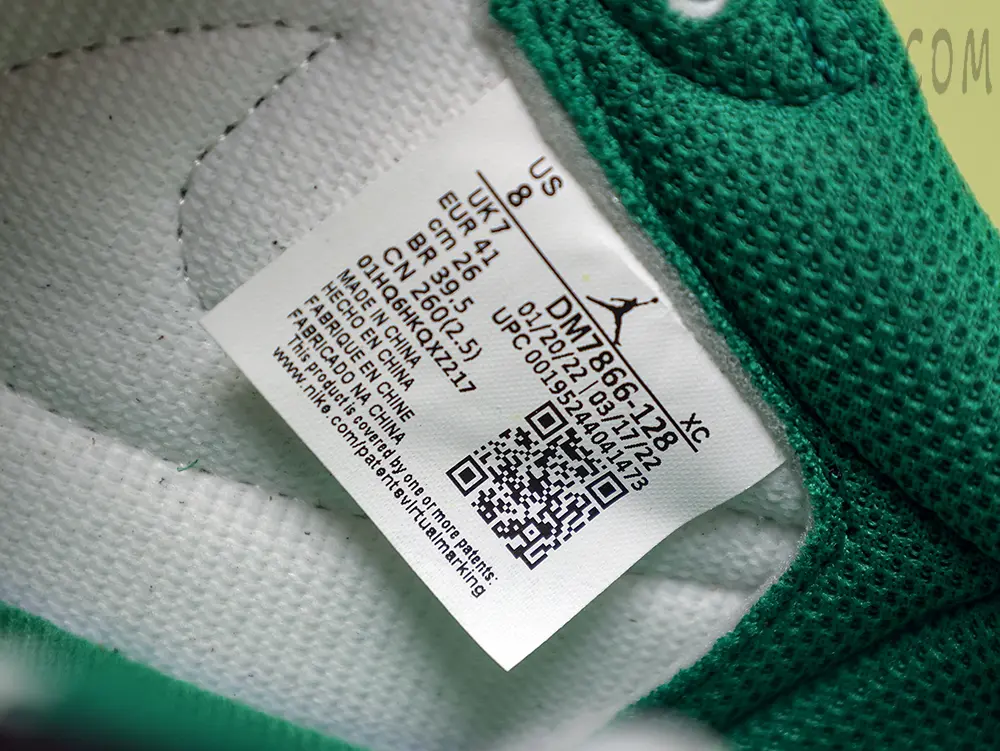 US
8
UK 7
EUR 41
cm 26
BR 39.5
CN 260(2.5)
01HQ6HKQXZ217
MADE IN CHINA
HECHO EN CHINA
FABRIQUE EN CHINE
FABRICADO NA CHINA
This product is covered by one or more patents:
www.nike.com/patentsvirtualmarking
XC
DM7866-128
01/20/22 | 03/17/22
UPC 00195244041473
.COM